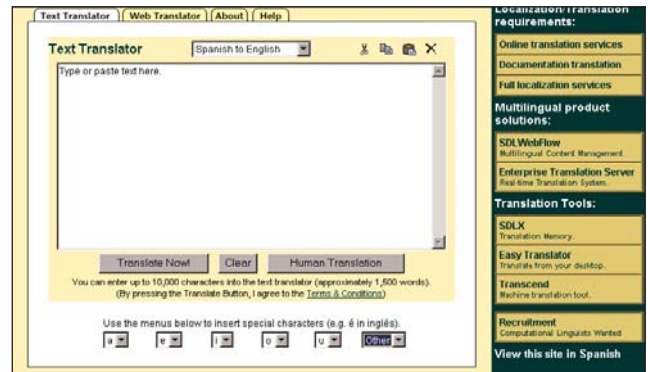 Text Translator Web Translator About Help
Text Translator Spanish to English
Type or paste text here.
Translate Now! Clear Human Translation
You can enter up to 10,000 characters into the text translator (approximately 1,500 words).
(By pressing the Translate Button, I agree to the Terms & Conditions)
Use the menus below to insert special characters (e.g. é in inglés).
a e i o u Other
Localization/Translation
requirements:
Online translation services
Documentation translation
Full localization services
Multilingual product
solutions:
SDLWebFlow
Multilingual Content Management
Enterprise Translation Server
Real-time Translation System.
Translation Tools:
SDLX
Translation Memory.
Easy Translator
Translate from your desktop.
Transcend
Machine translation tool.
Recruitment
Computational Linguists Wanted
View this site in Spanish